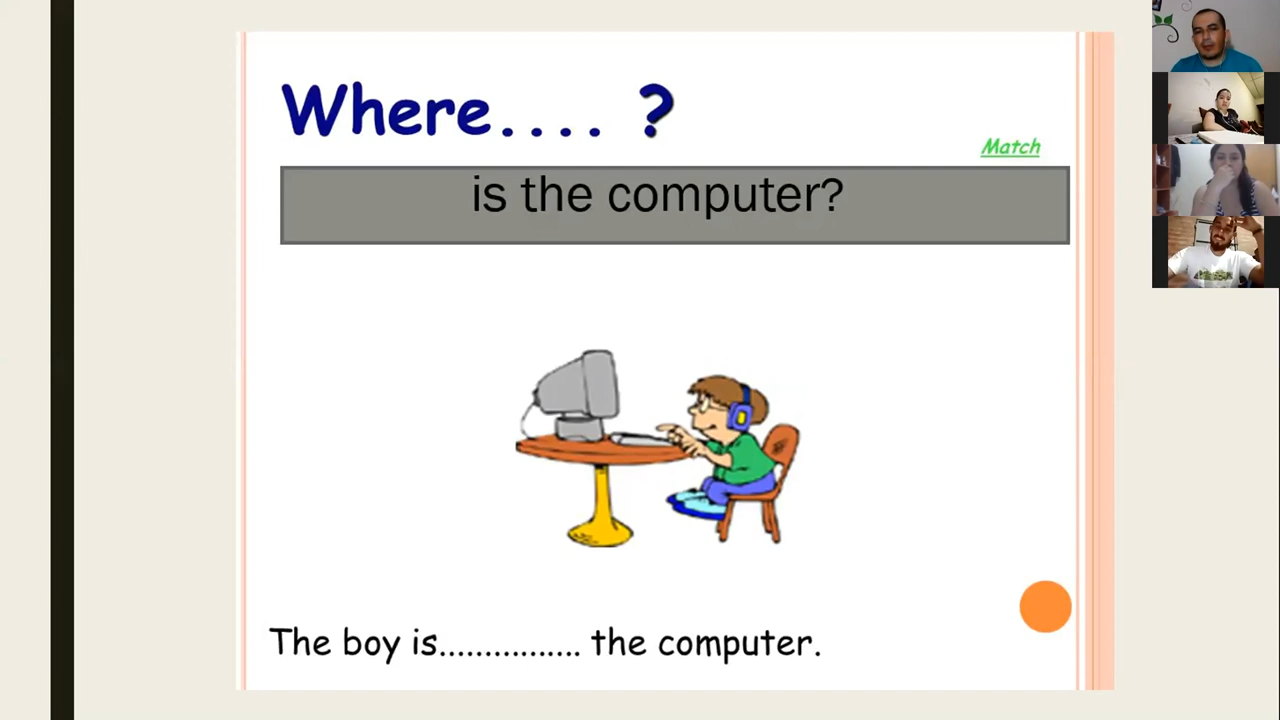 Where.... ?
Match
is the computer?
The boy is................ the computer.